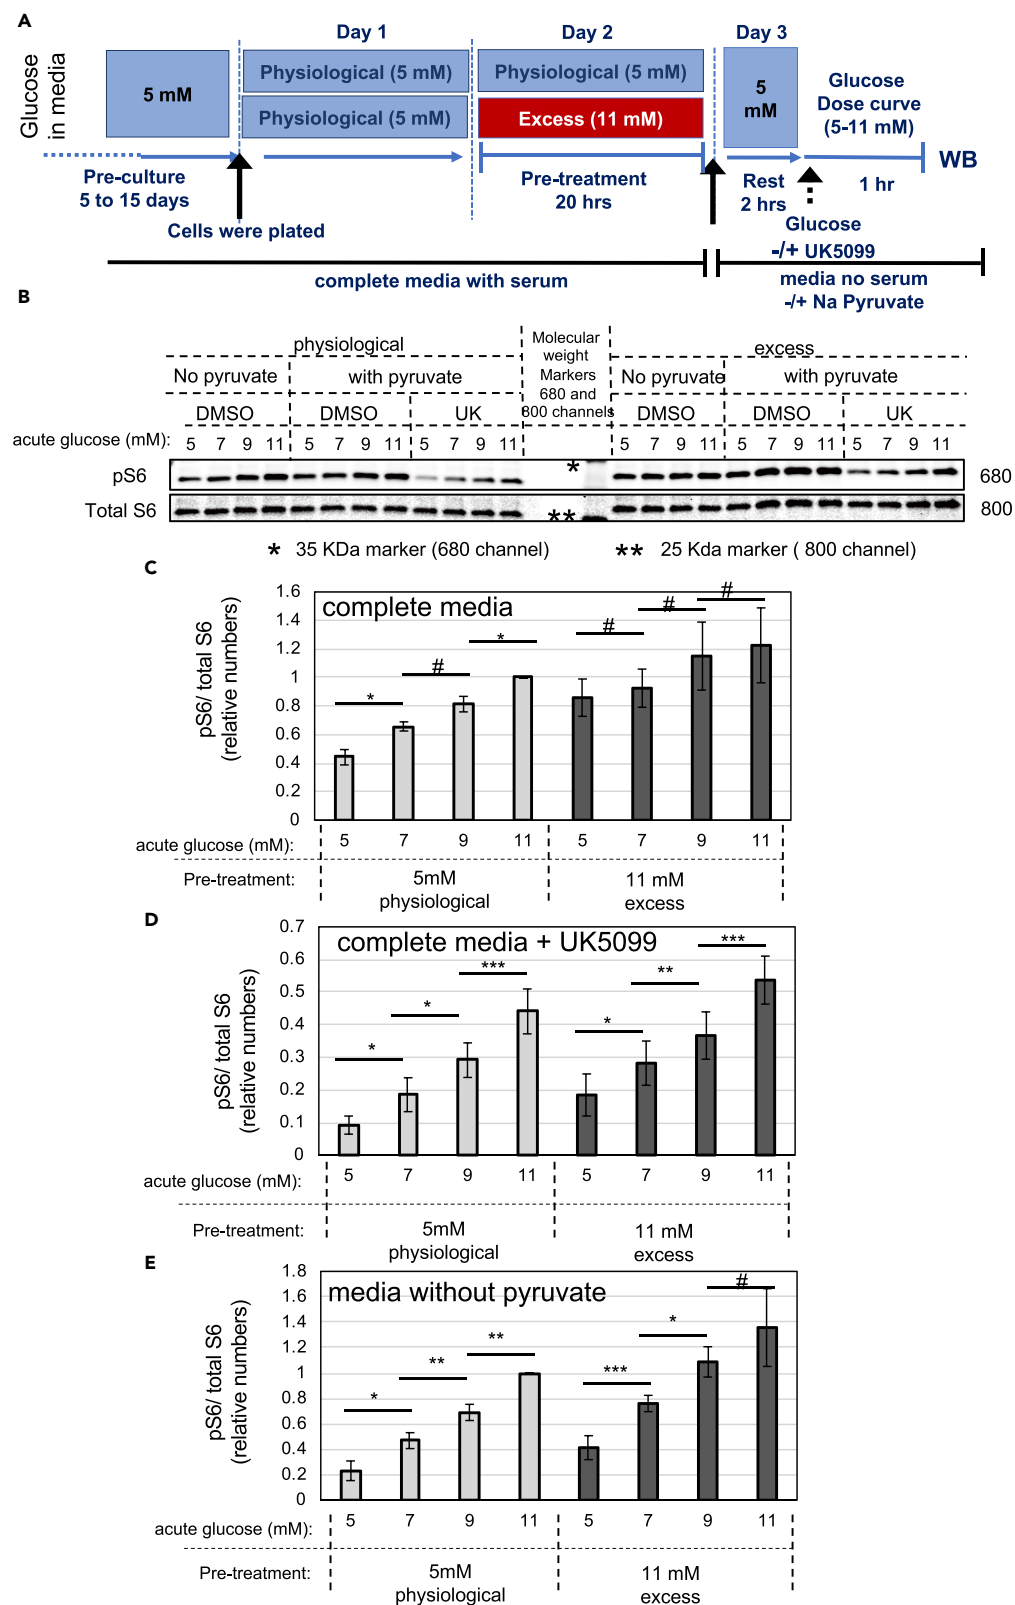 A
Glucose
in media
Day 1
Day 2
Day 3
5 mM
Physiological (5 mM)
Physiological (5 mM)
Physiological (5 mM)
Excess (11 mM)
5
mM
Glucose
Dose curve
(5-11 mM)
WB
Pre-culture
5 to 15 days
Cells were plated
Pre-treatment
20 hrs
Rest
2 hrs
1 hr
Glucose
-/+ UK5099
complete media with serum
media no serum
-/+ Na Pyruvate
B
physiological
Molecular
weight
Markers
680 and
800 channels
excess
No pyruvate
with pyruvate
No pyruvate
with pyruvate
DMSO
DMSO
UK
DMSO
DMSO
UK
acute glucose (mM):
5 7 9 11 5 7 9 11 5 7 9 11 5 7 9 11 5 7 9 11 5 7 9 11
pS6
*
680
Total S6
**
800
* 35 KDa marker (680 channel)
** 25 Kda marker ( 800 channel)
C
complete media
pS6/ total S6
(relative numbers)
1.6
1.4
1.2
1
0.8
0.6
0.4
0.2
0
* # * # # #
acute glucose (mM):
5 7 9 11 5 7 9 11
Pre-treatment:
5mM
physiological
11 mM
excess
D
complete media + UK5099
pS6/ total S6
(relative numbers)
0.7
0.6
0.5
0.4
0.3
0.2
0.1
0
* * *** * ** ***
acute glucose (mM):
5 7 9 11 5 7 9 11
Pre-treatment:
5mM
physiological
11 mM
excess
E
media without pyruvate
pS6/ total S6
(relative numbers)
1.8
1.6
1.4
1.2
1
0.8
0.6
0.4
0.2
0
* ** ** *** * #
acute glucose (mM):
5 7 9 11 5 7 9 11
Pre-treatment:
5mM
physiological
11 mM
excess